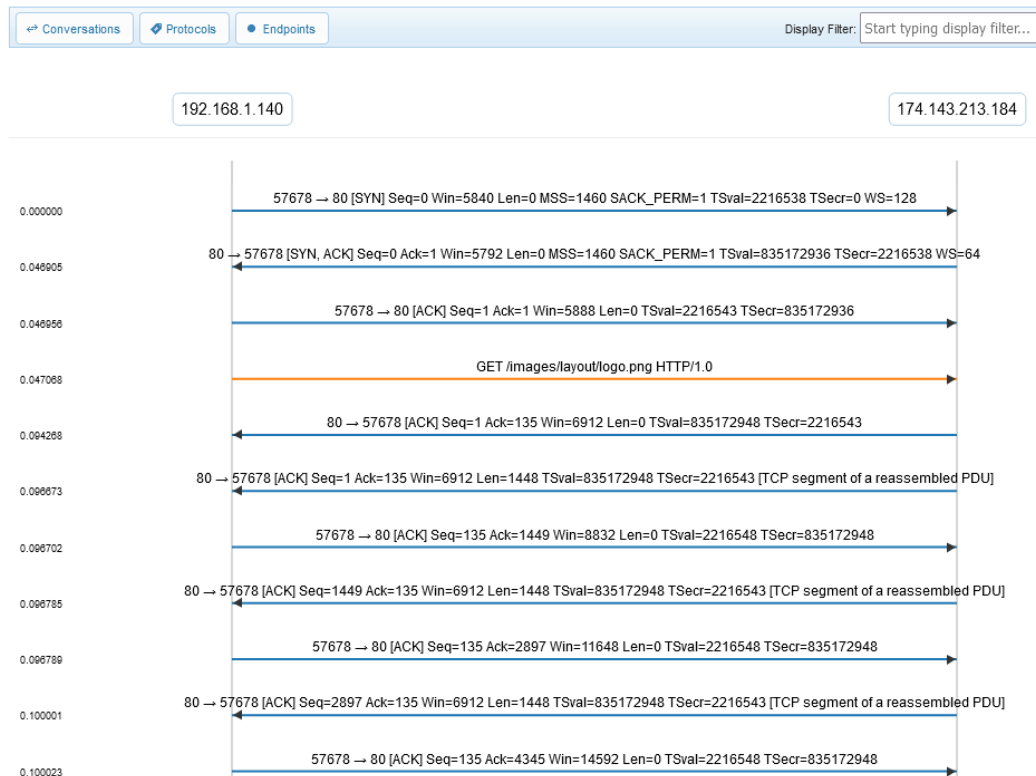 Conversations Protocols Endpoints Display Filter: Start typing display filter...
192.168.1.140 174.143.213.184
57678 → 80 [SYN] Seq=0 Win=5840 Len=0 MSS=1460 SACK_PERM=1 TSval=2216538 TSecr=0 WS=128
0.000000
80 → 57678 [SYN, ACK] Seq=0 Ack=1 Win=5792 Len=0 MSS=1460 SACK_PERM=1 TSval=835172936 TSecr=2216538 WS=64
0.046905
57678 → 80 [ACK] Seq=1 Ack=1 Win=5888 Len=0 TSval=2216543 TSecr=835172936
0.046956
GET /images/layout/logo.png HTTP/1.0
0.047068
80 → 57678 [ACK] Seq=1 Ack=135 Win=6912 Len=0 TSval=835172948 TSecr=2216543
0.094268
80 → 57678 [ACK] Seq=1 Ack=135 Win=6912 Len=1448 TSval=835172948 TSecr=2216543 [TCP segment of a reassembled PDU]
0.096673
57678 → 80 [ACK] Seq=135 Ack=1449 Win=8832 Len=0 TSval=2216548 TSecr=835172948
0.096702
80 → 57678 [ACK] Seq=1449 Ack=135 Win=6912 Len=1448 TSval=835172948 TSecr=2216543 [TCP segment of a reassembled PDU]
0.096785
57678 → 80 [ACK] Seq=135 Ack=2897 Win=11648 Len=0 TSval=2216548 TSecr=835172948
0.096789
80 → 57678 [ACK] Seq=2897 Ack=135 Win=6912 Len=1448 TSval=835172948 TSecr=2216543 [TCP segment of a reassembled PDU]
0.100001
57678 → 80 [ACK] Seq=135 Ack=4345 Win=14592 Len=0 TSval=2216548 TSecr=835172948
0.100023